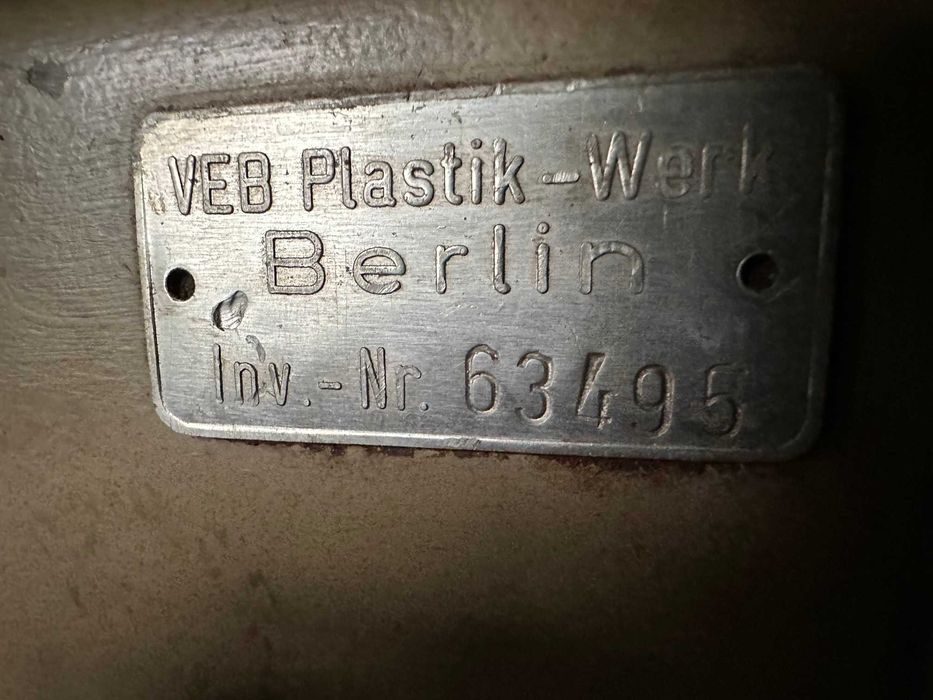 VEB Plastik-Werk
Berlin
Inv.-Nr. 63495